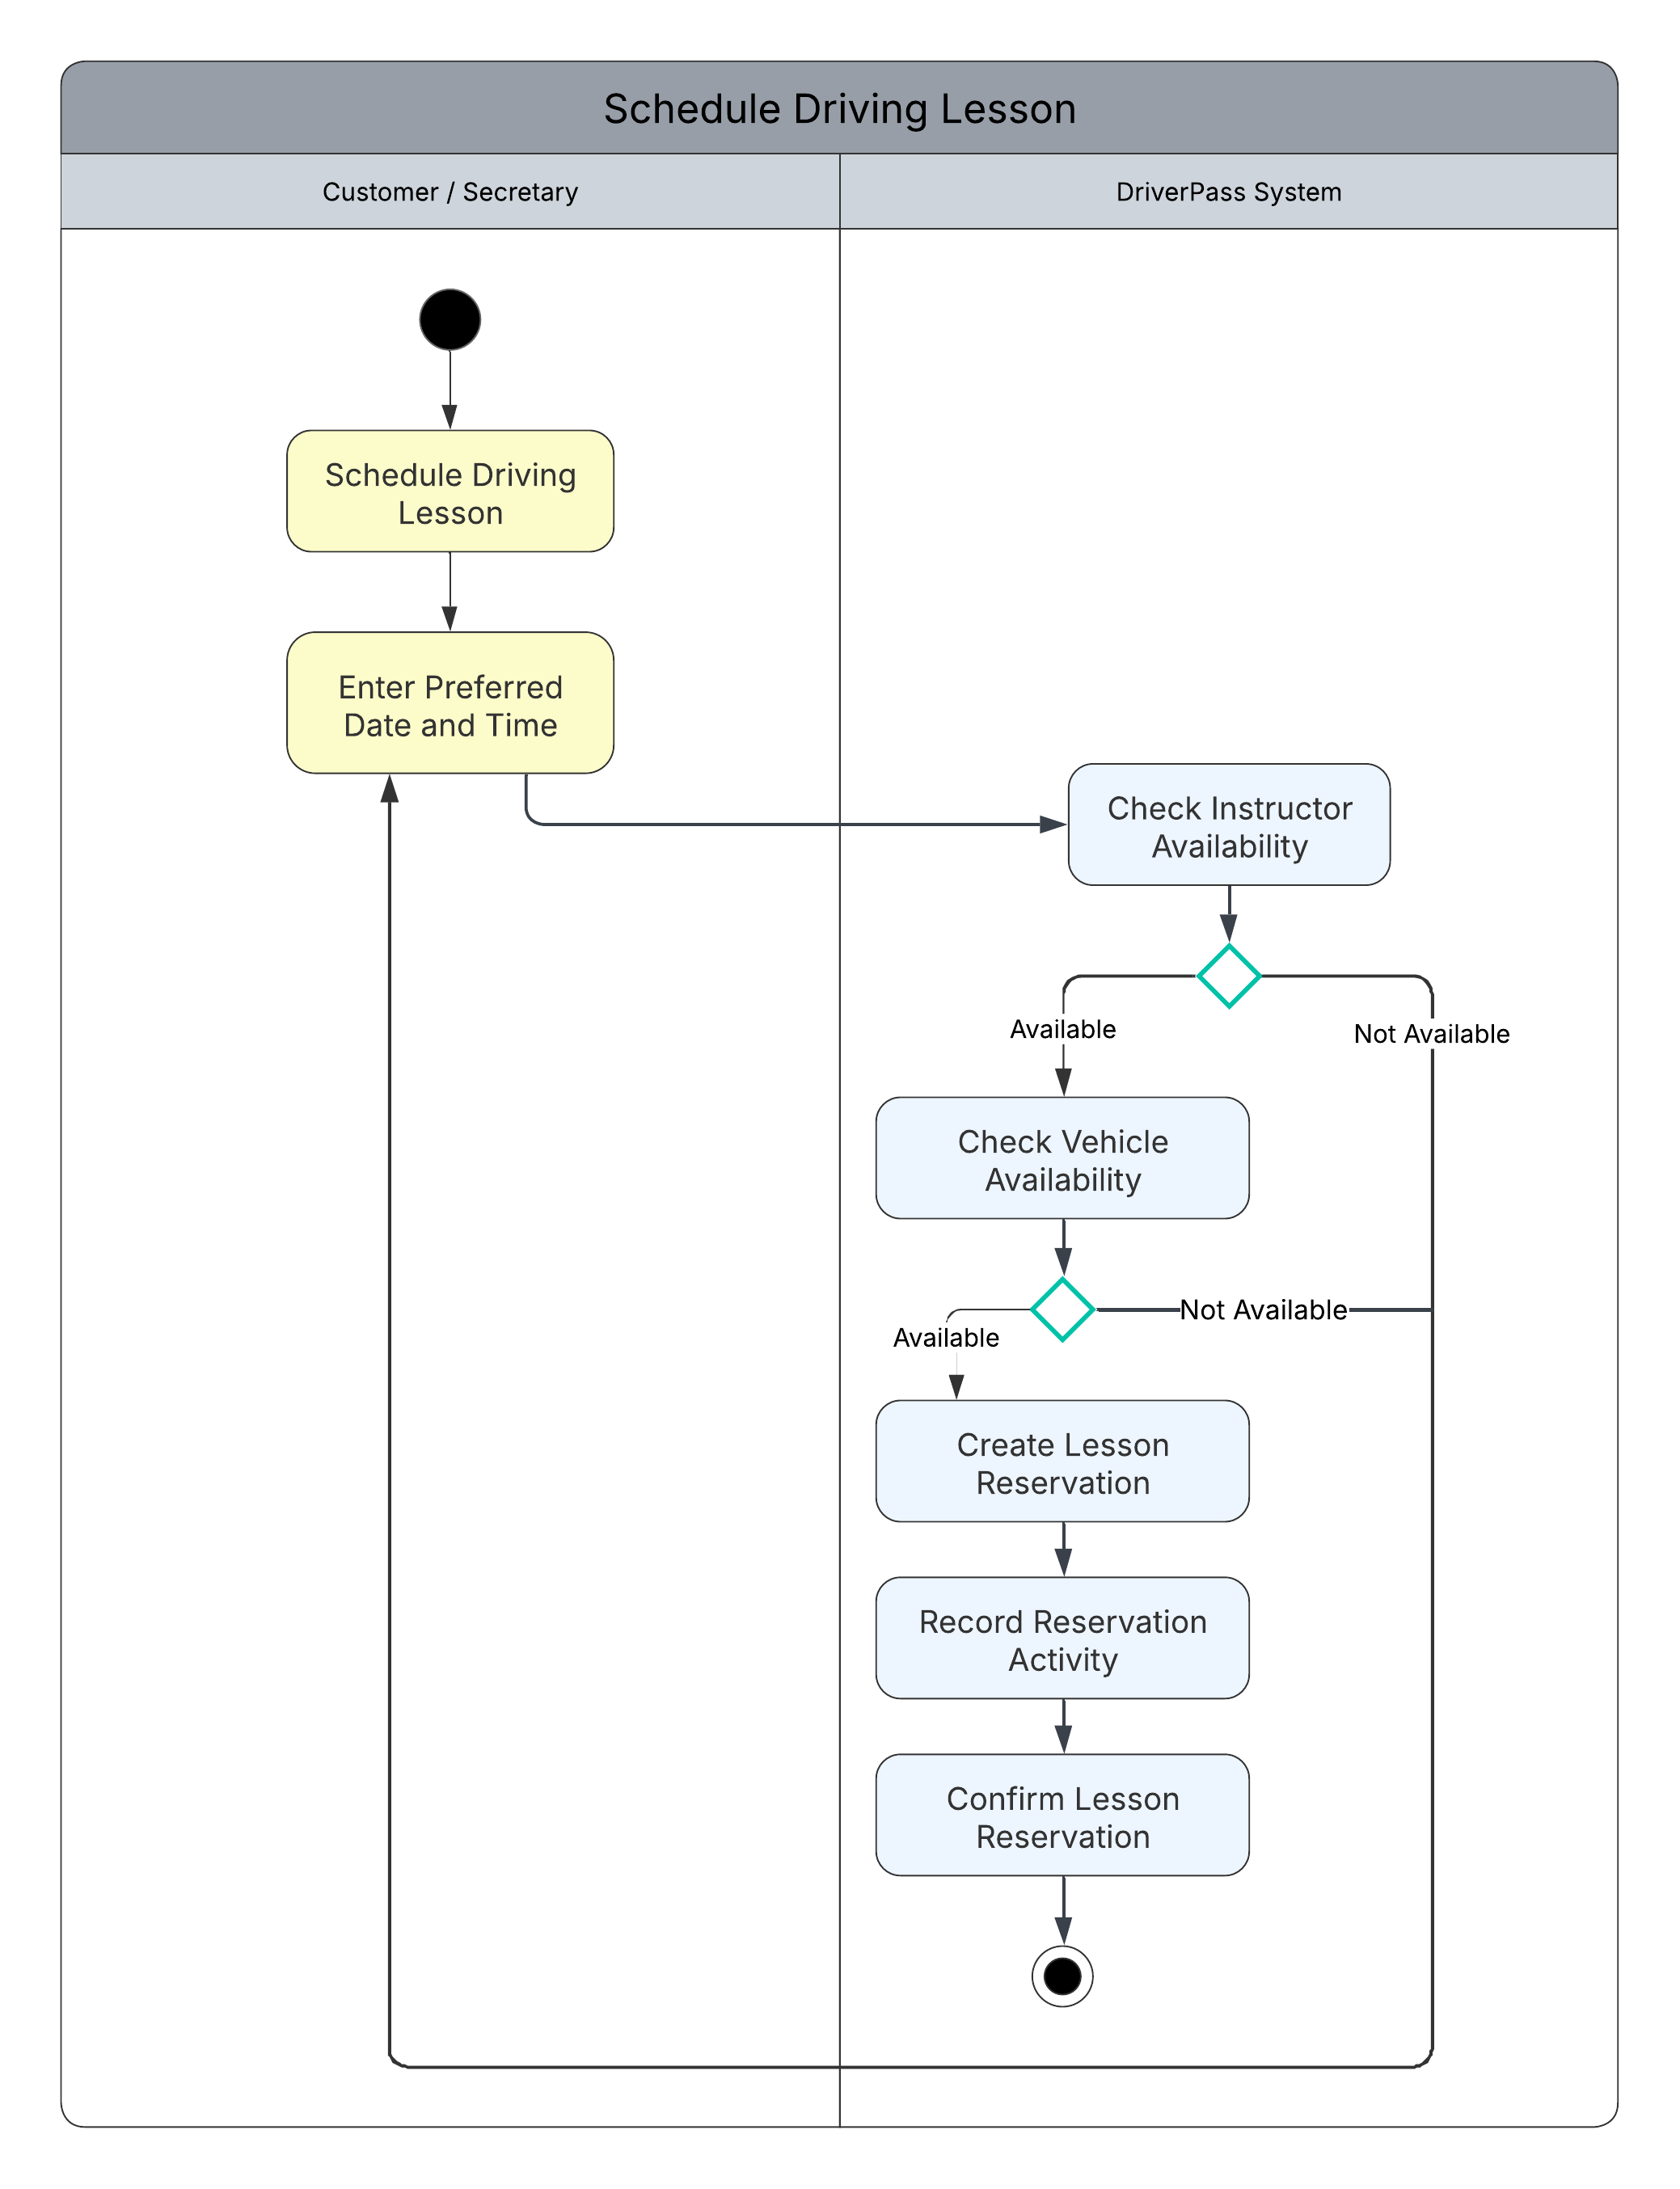 Schedule Driving Lesson
Customer / Secretary
DriverPass System
Schedule Driving
Lesson
Enter Preferred
Date and Time
Check Instructor
Availability
Available
Not Available
Check Vehicle
Availability
Not Available
Available
Create Lesson
Reservation
Record Reservation
Activity
Confirm Lesson
Reservation